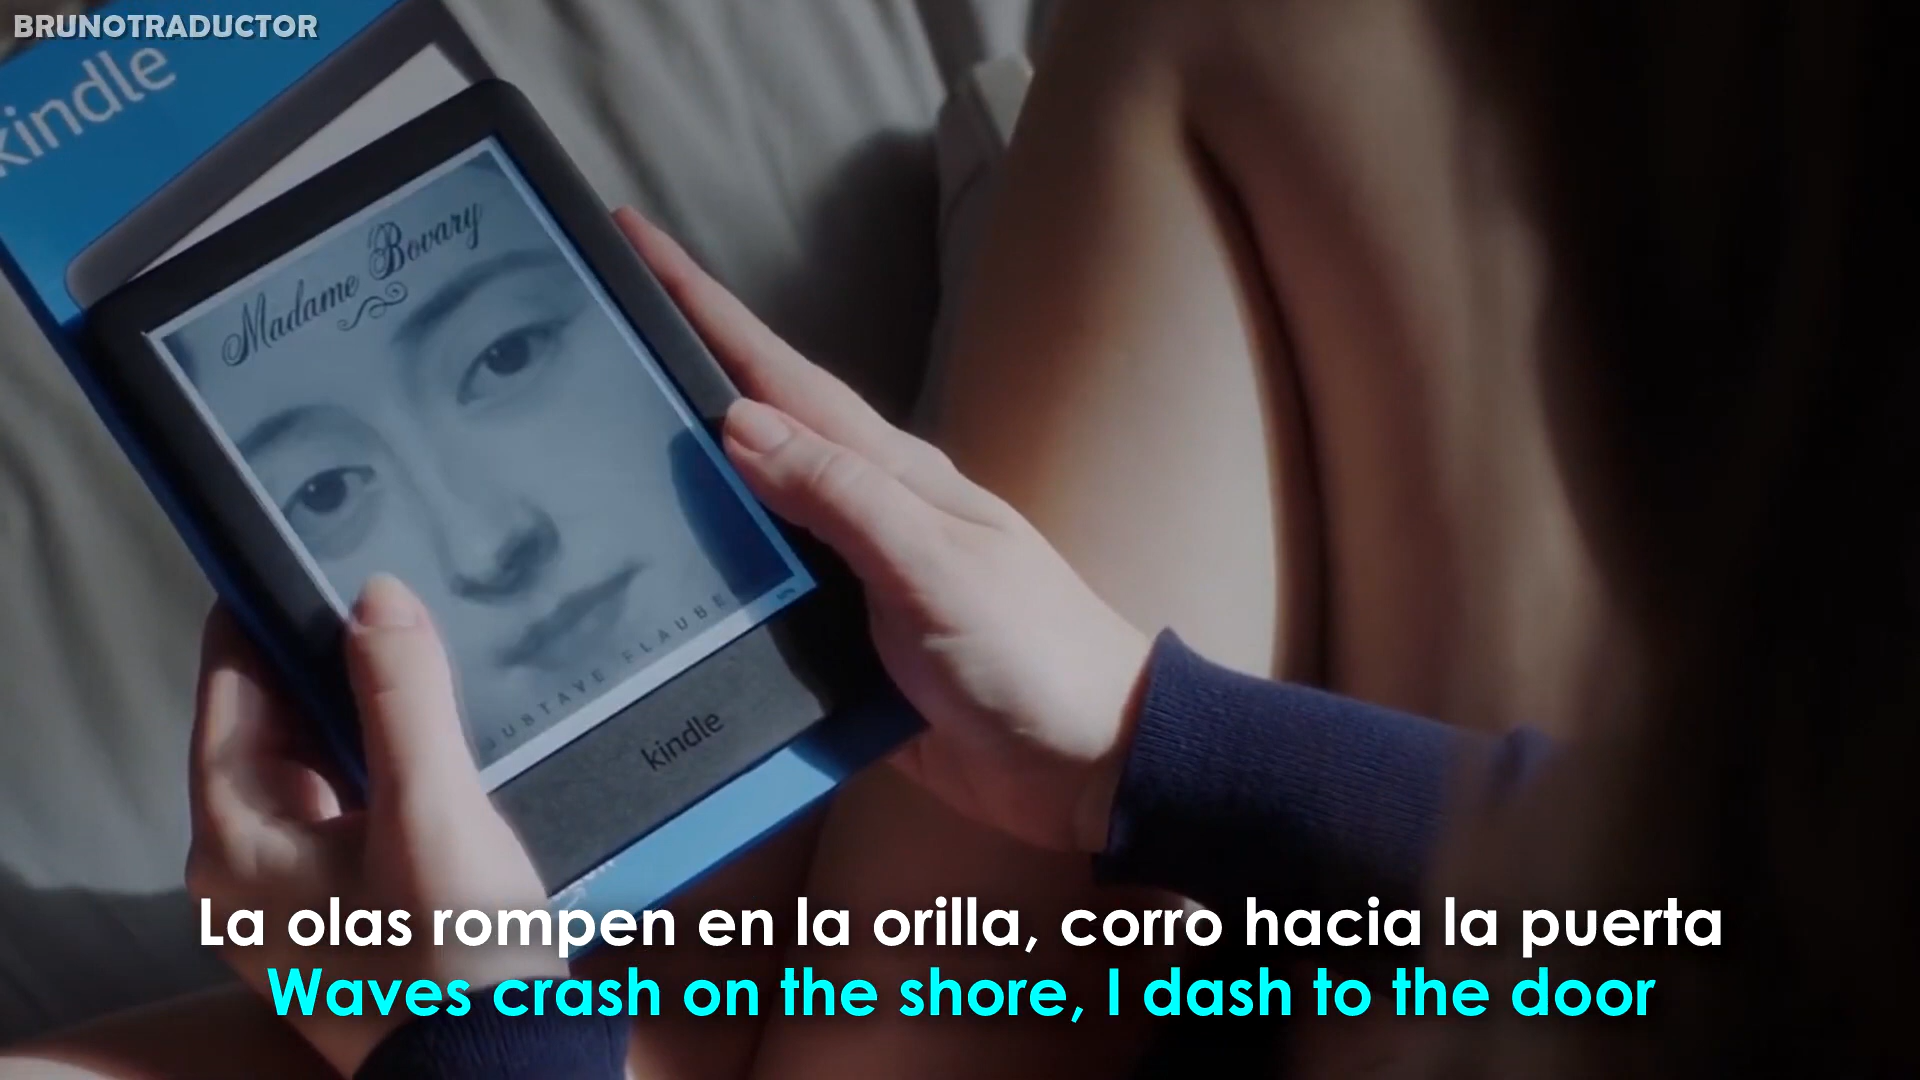 BRUNOTRADUCTOR
kindle
Madame Bovary
GUSTAVE FLAUBE
kindle
La olas rompen en la orilla, corro hacia la puerta
Waves crash on the shore, I dash to the door